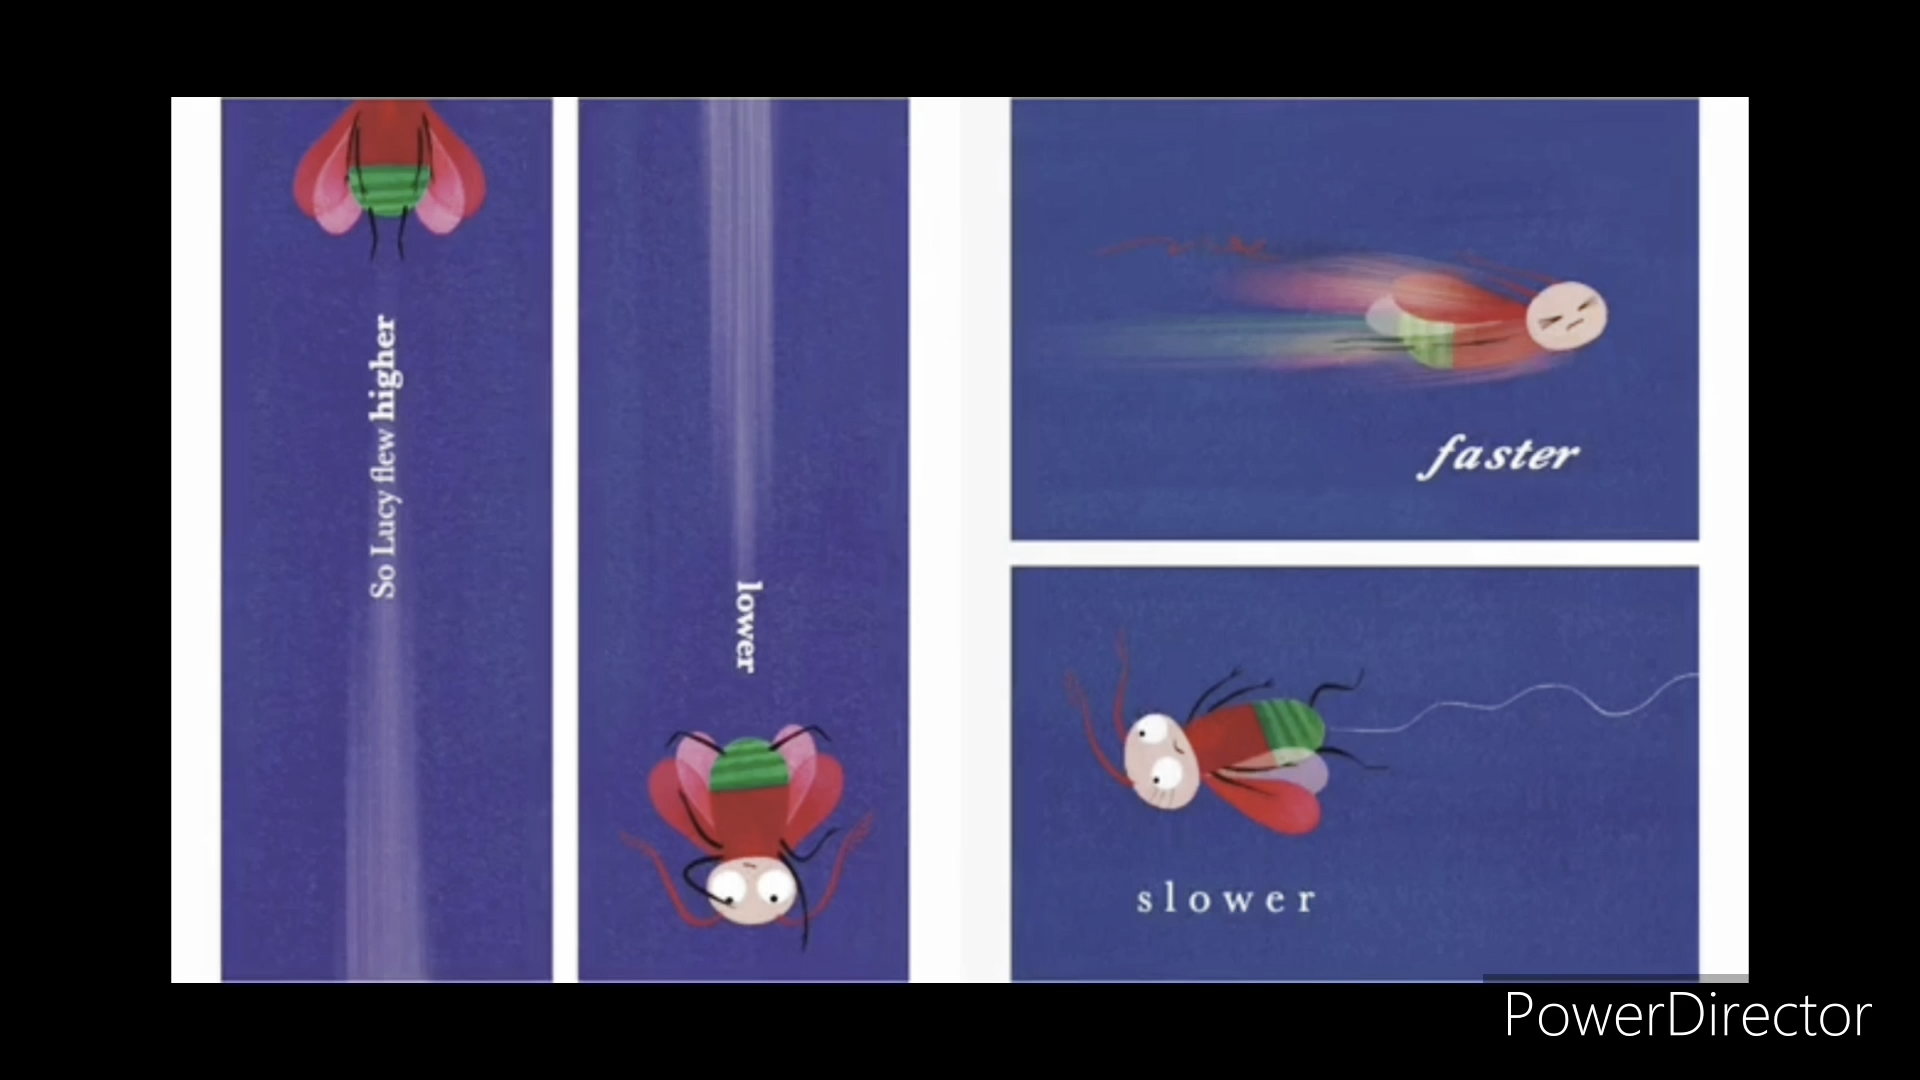 So Lucy flew higher
lower
faster
slower
PowerDirector